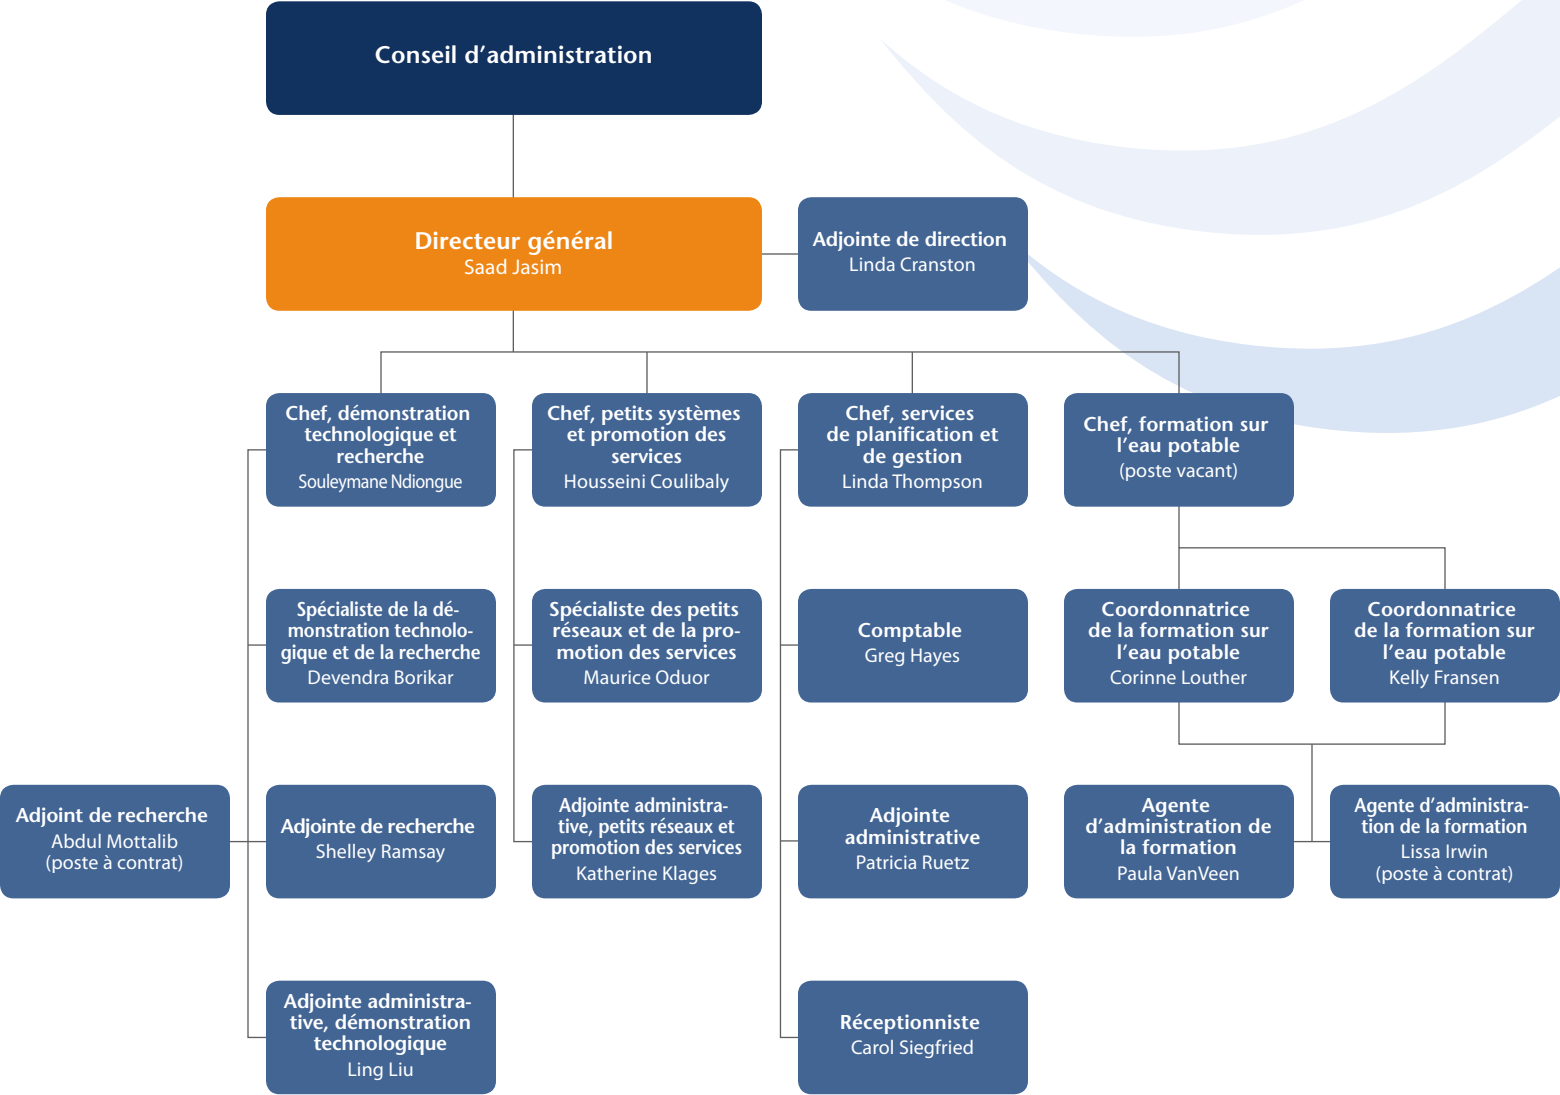 Conseil d’administration
Directeur général
Saad Jasim
Adjointe de direction
Linda Cranston
Chef, démonstration
technologique et
recherche
Souleymane Ndiongue
Chef, petits systèmes
et promotion des
services
Housseini Coulibaly
Chef, services
de planification et
de gestion
Linda Thompson
Chef, formation sur
l’eau potable
(poste vacant)
Spécialiste de la dé-
monstration technolo-
gique et de la recherche
Devendra Borikar
Spécialiste des petits
réseaux et de la pro-
motion des services
Maurice Oduor
Comptable
Greg Hayes
Coordonnatrice
de la formation sur
l’eau potable
Corinne Louther
Coordonnatrice
de la formation sur
l’eau potable
Kelly Fransen
Adjoint de recherche
Abdul Mottalib
(poste à contrat)
Adjointe de recherche
Shelley Ramsay
Adjointe administra-
tive, petits réseaux et
promotion des services
Katherine Klages
Adjointe
administrative
Patricia Ruetz
Agente
d’administration de
la formation
Paula VanVeen
Agente d’administra-
tion de la formation
Lissa Irwin
(poste à contrat)
Adjointe administra-
tive, démonstration
technologique
Ling Liu
Réceptionniste
Carol Siegfried